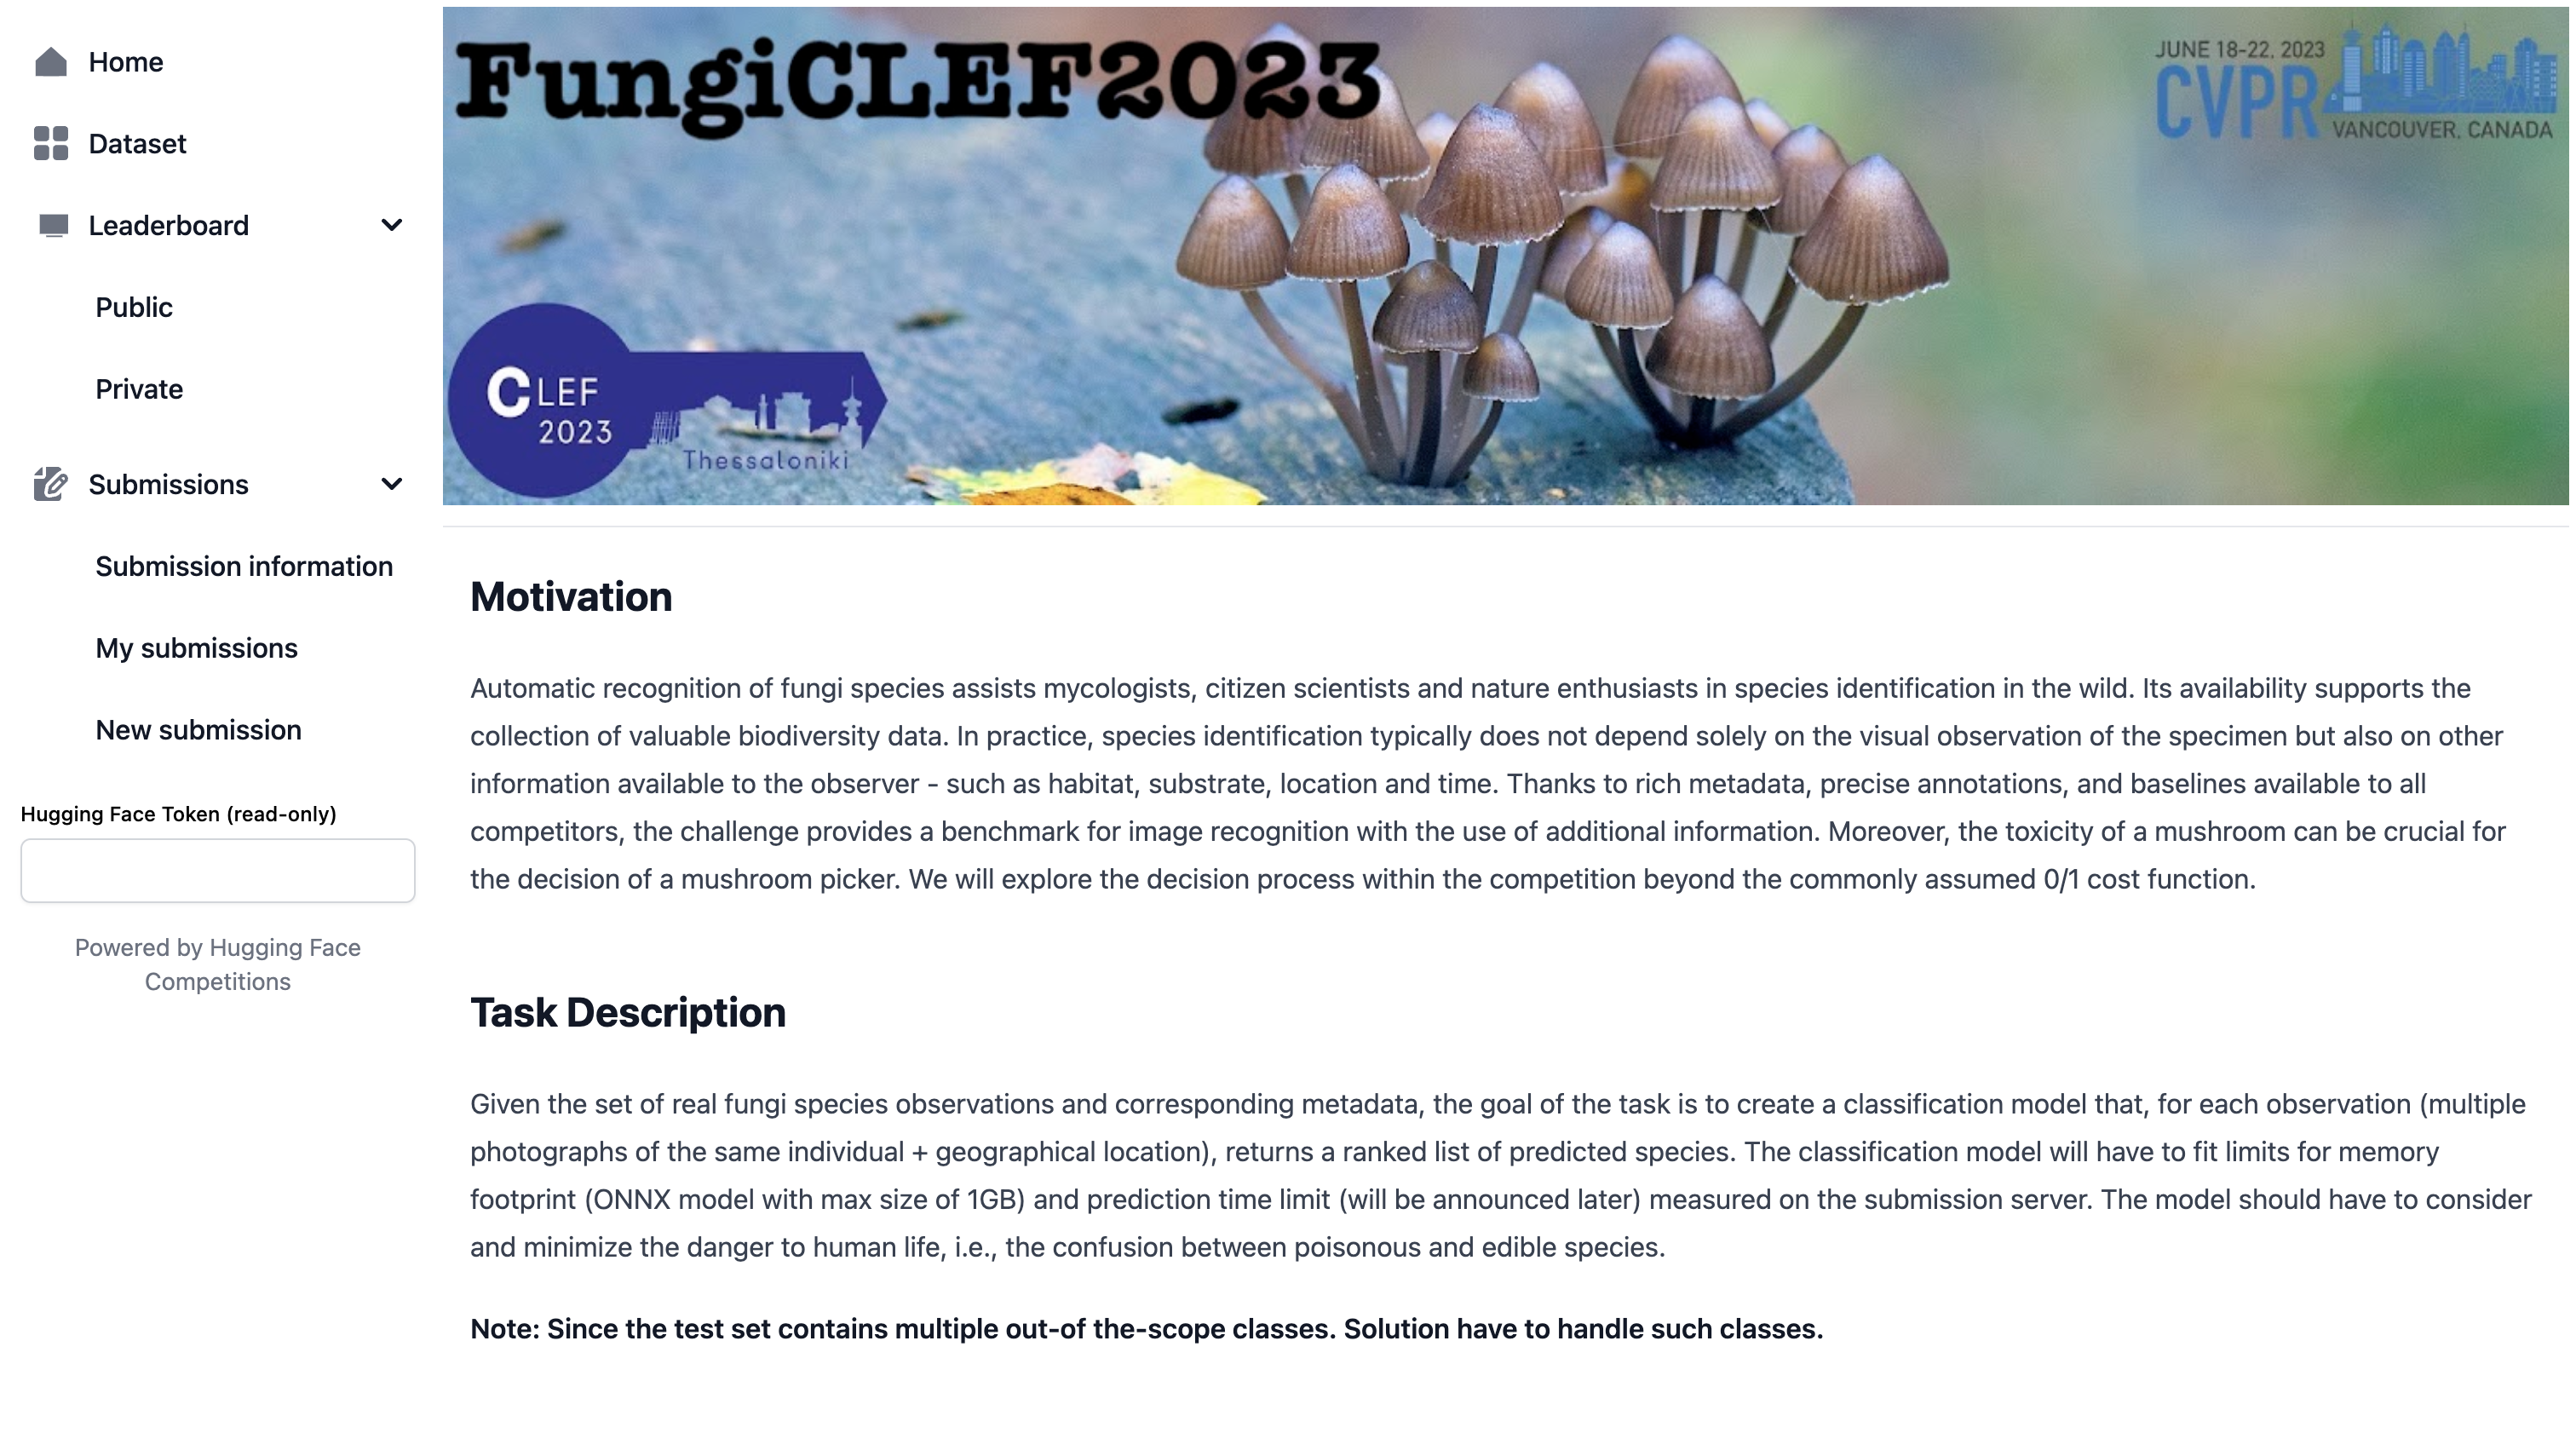 Home
Dataset
Leaderboard
Public
Private
Submissions
Submission information
My submissions
New submission
Hugging Face Token (read-only)
Powered by Hugging Face
Competitions
FungiCLEF2023
JUNE 18-22, 2023
CVPR
VANCOUVER, CANADA
CLEF
2023
Thessaloniki
Motivation
Automatic recognition of fungi species assists mycologists, citizen scientists and nature enthusiasts in species identification in the wild. Its availability supports the
collection of valuable biodiversity data. In practice, species identification typically does not depend solely on the visual observation of the specimen but also on other
information available to the observer - such as habitat, substrate, location and time. Thanks to rich metadata, precise annotations, and baselines available to all
competitors, the challenge provides a benchmark for image recognition with the use of additional information. Moreover, the toxicity of a mushroom can be crucial for
the decision of a mushroom picker. We will explore the decision process within the competition beyond the commonly assumed 0/1 cost function.
Task Description
Given the set of real fungi species observations and corresponding metadata, the goal of the task is to create a classification model that, for each observation (multiple
photographs of the same individual + geographical location), returns a ranked list of predicted species. The classification model will have to fit limits for memory
footprint (ONNX model with max size of 1GB) and prediction time limit (will be announced later) measured on the submission server. The model should have to consider
and minimize the danger to human life, i.e., the confusion between poisonous and edible species.
Note: Since the test set contains multiple out-of the-scope classes. Solution have to handle such classes.